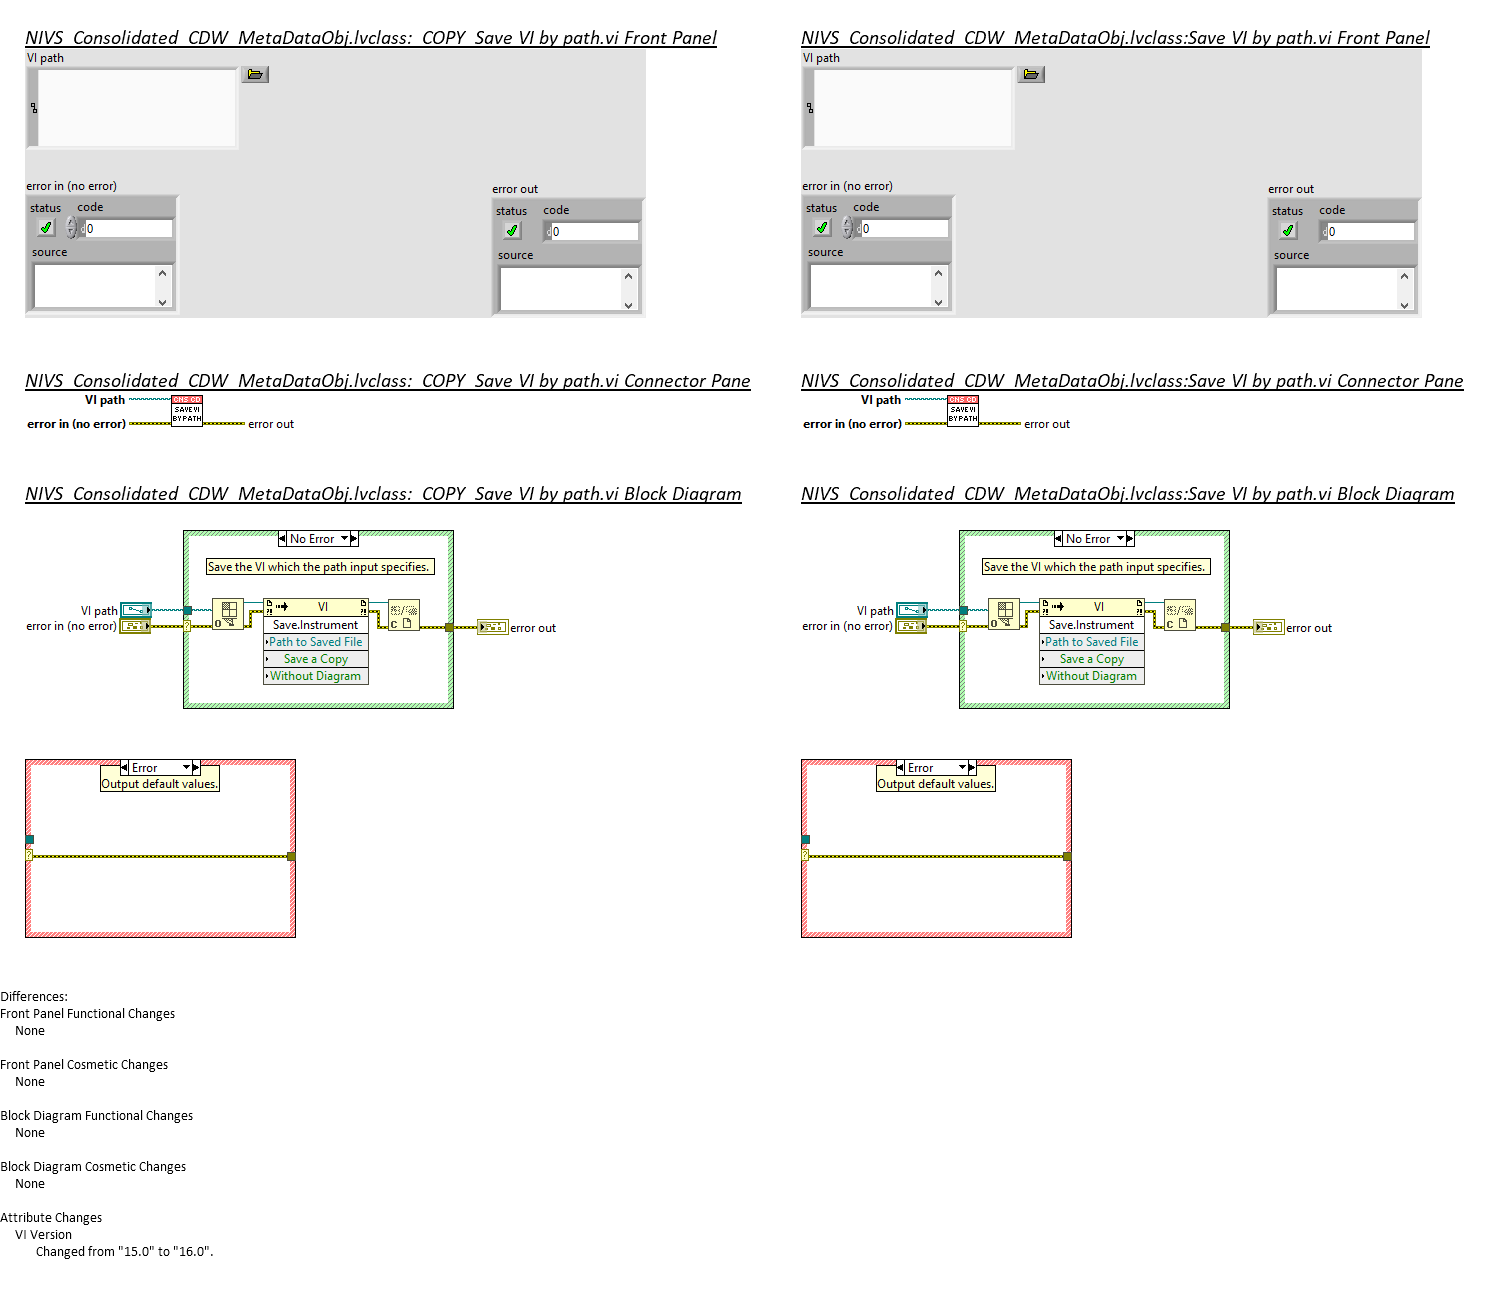 NIVS_Consolidated_CDW_MetaDataObj.lvclass:_COPY_Save VI by path.vi Front Panel
VI path
error in (no error)
status
code
0
source
error out
status
code
0
source
NIVS_Consolidated_CDW_MetaDataObj.lvclass:Save VI by path.vi Front Panel
VI path
error in (no error)
status
code
0
source
error out
status
code
0
source
NIVS_Consolidated_CDW_MetaDataObj.lvclass:_COPY_Save VI by path.vi Connector Pane
VI path
CMS CD
SAVE VI
BY PATH
error in (no error)
error out
NIVS_Consolidated_CDW_MetaDataObj.lvclass:Save VI by path.vi Connector Pane
VI path
CMS CD
SAVE VI
BY PATH
error in (no error)
error out
NIVS_Consolidated_CDW_MetaDataObj.lvclass:_COPY_Save VI by path.vi Block Diagram
No Error
Save the VI which the path input specifies.
VI path
error in (no error)
VI
Save.Instrument
Path to Saved File
Save a Copy
Without Diagram
error out
Error
Output default values.
NIVS_Consolidated_CDW_MetaDataObj.lvclass:Save VI by path.vi Block Diagram
No Error
Save the VI which the path input specifies.
VI path
error in (no error)
VI
Save.Instrument
Path to Saved File
Save a Copy
Without Diagram
error out
Error
Output default values.
Differences:
Front Panel Functional Changes
None
Front Panel Cosmetic Changes
None
Block Diagram Functional Changes
None
Block Diagram Cosmetic Changes
None
Attribute Changes
VI Version
Changed from "15.0" to "16.0".